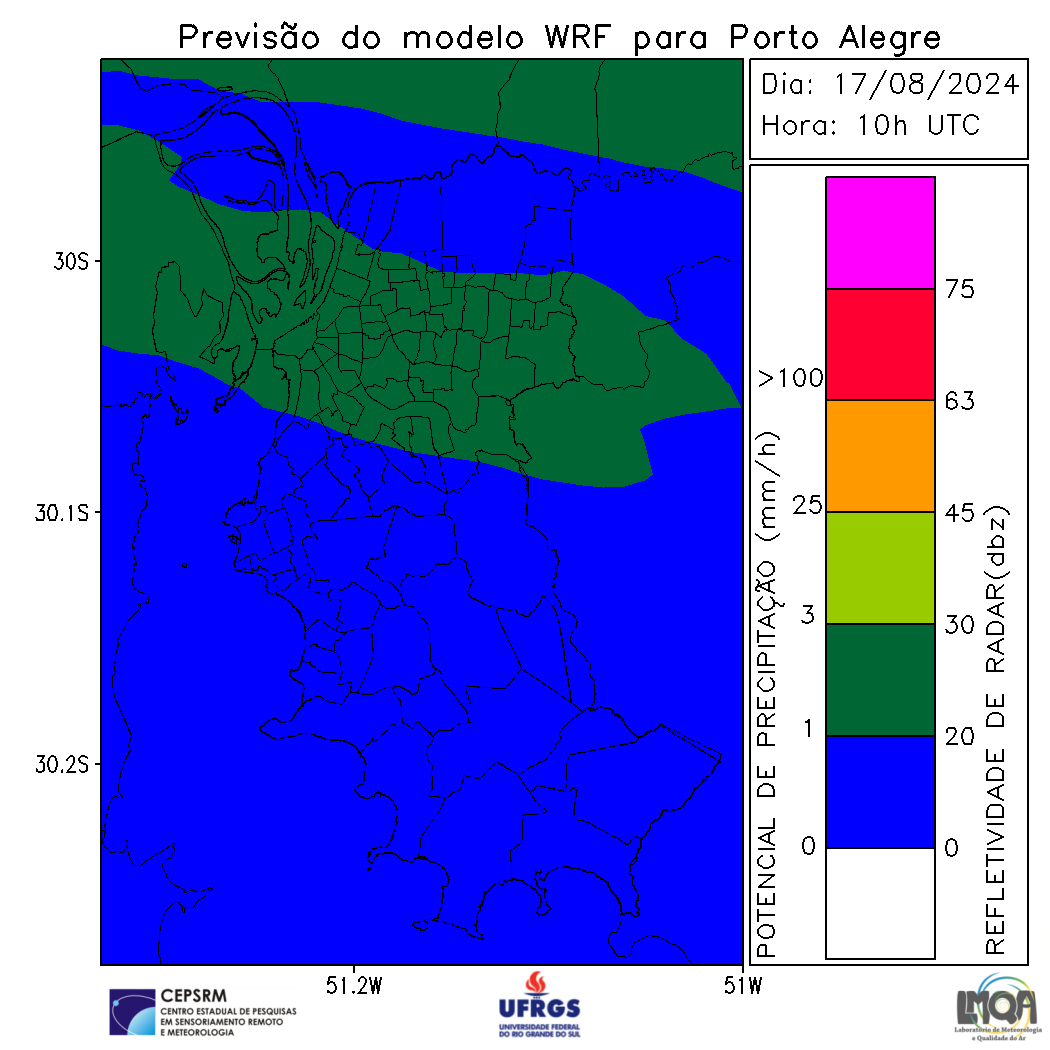 Previsão do modelo WRF para Porto Alegre
Dia: 17/08/2024
Hora: 10h UTC
30S
30.1S
30.2S
51.2W
51W
POTENCIAL DE PRECIPITAÇÃO (mm/h)
>100
25
3
1
0
75
63
45
30
20
0
REFLETIVIDADE DE RADAR(dbz)
CEPSRM
CENTRO ESTADUAL DE PESQUISAS
EM SENSORIAMENTO REMOTO
E METEOROLOGIA
UFRGS
UNIVERSIDADE FEDERAL
DO RIO GRANDE DO SUL
LMQA
Laboratório de Meteorologia
e Qualidade do Ar